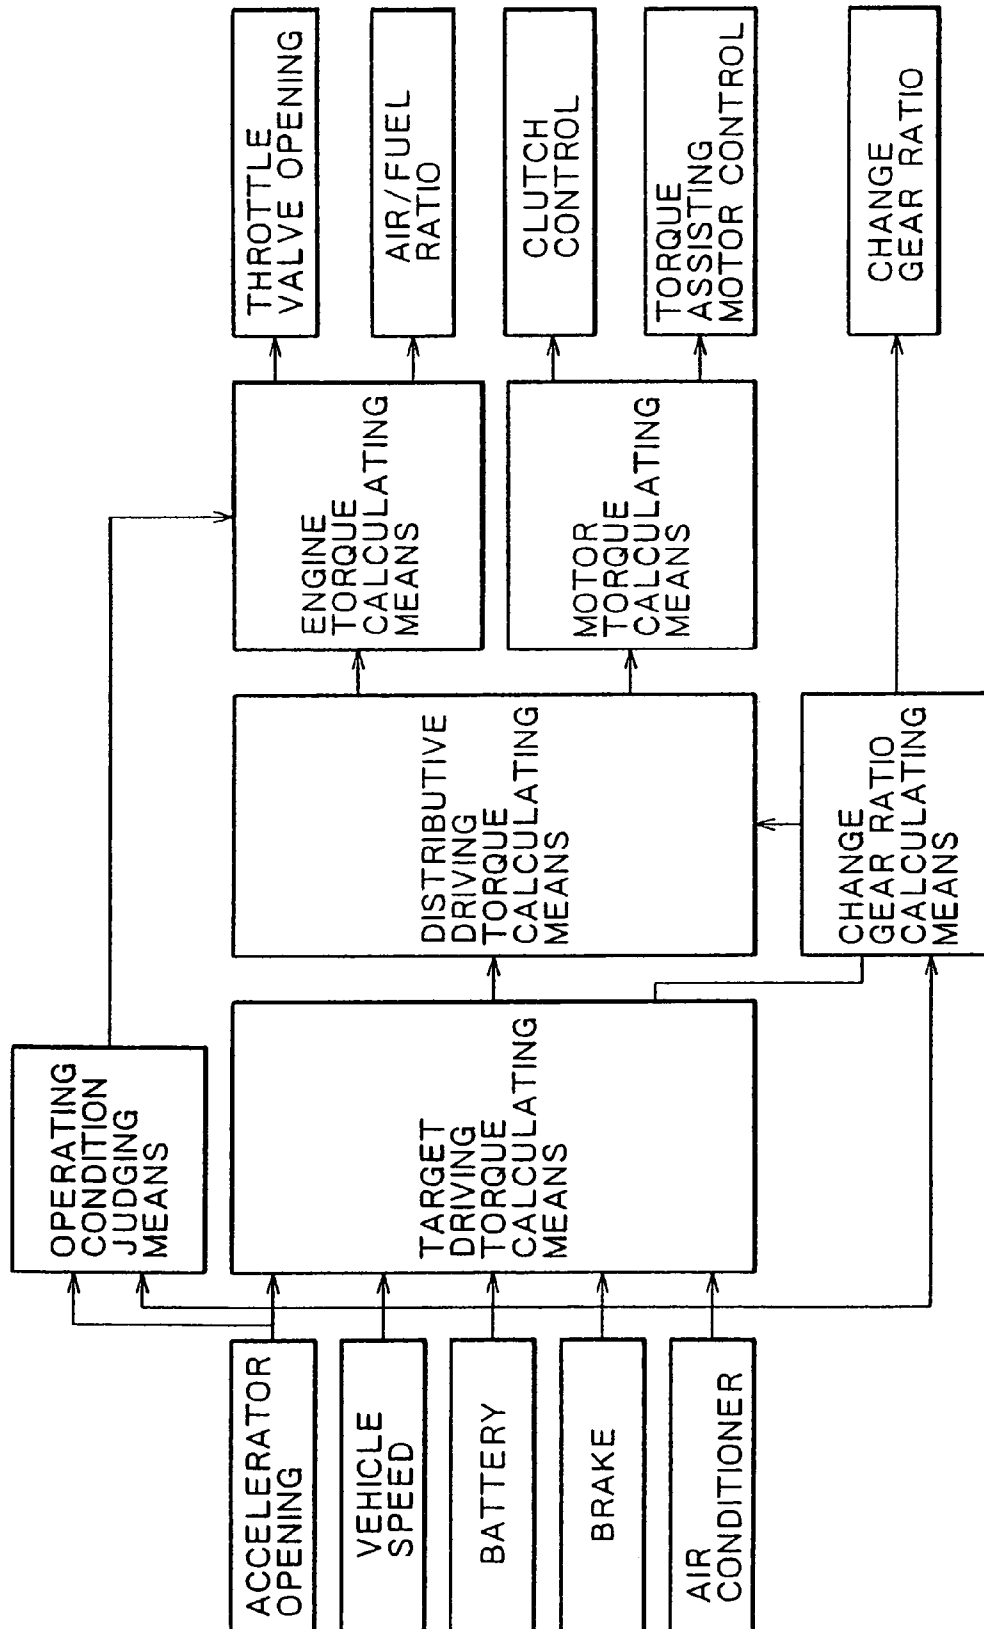 ACCELERATOR
OPENING
VEHICLE
SPEED
BATTERY
BRAKE
AIR
CONDITIONER
OPERATING
CONDITION
JUDGING
MEANS
TARGET
DRIVING
TORQUE
CALCULATING
MEANS
DISTRIBUTIVE
DRIVING
TORQUE
CALCULATING
MEANS
CHANGE
GEAR RATIO
CALCULATING
MEANS
ENGINE
TORQUE
CALCULATING
MEANS
MOTOR
TORQUE
CALCULATING
MEANS
THROTTLE
VALVE OPENING
AIR/FUEL
RATIO
CLUTCH
CONTROL
TORQUE
ASSISTING
MOTOR CONTROL
CHANGE
GEAR RATIO